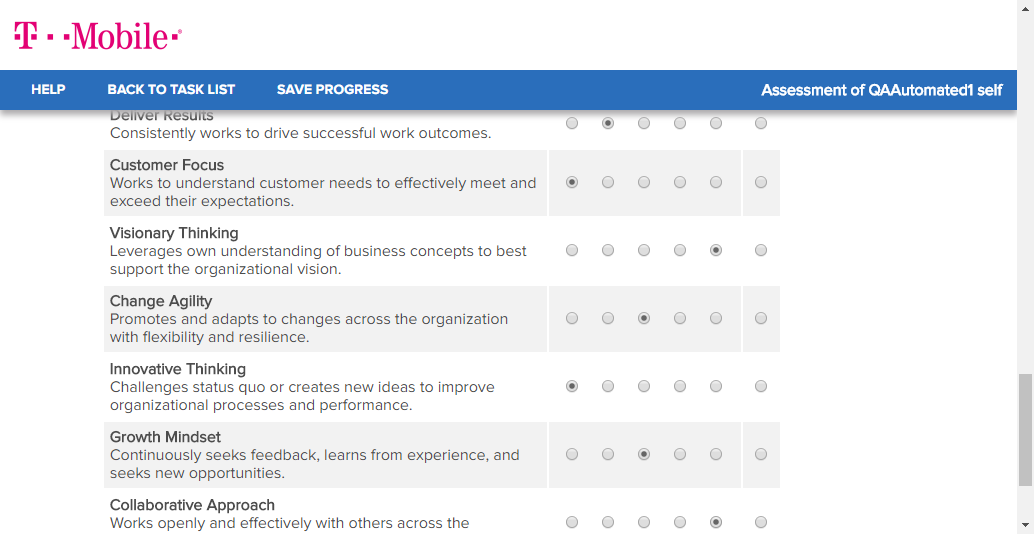 T··Mobile·®
HELP BACK TO TASK LIST SAVE PROGRESS Assessment of QAAutomated1 self
Deliver Results
Consistently works to drive successful work outcomes.
Customer Focus
Works to understand customer needs to effectively meet and
exceed their expectations.
Visionary Thinking
Leverages own understanding of business concepts to best
support the organizational vision.
Change Agility
Promotes and adapts to changes across the organization
with flexibility and resilience.
Innovative Thinking
Challenges status quo or creates new ideas to improve
organizational processes and performance.
Growth Mindset
Continuously seeks feedback, learns from experience, and
seeks new opportunities.
Collaborative Approach
Works openly and effectively with others across the